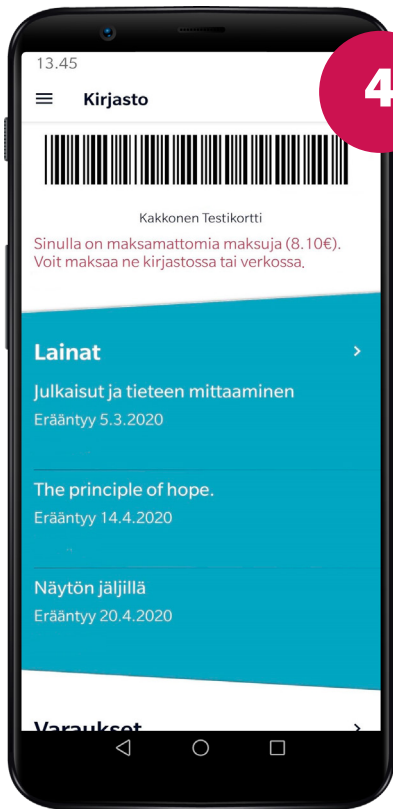 13.45
4
Kirjasto
Kakkonen Testikortti
Sinulla on maksamattomia maksuja (8.10€).
Voit maksaa ne kirjastossa tai verkossa.
Lainat
Julkaisut ja tieteen mittaaminen
Erääntyy 5.3.2020
The principle of hope.
Erääntyy 14.4.2020
Näytön jäljillä
Erääntyy 20.4.2020
Varaukset